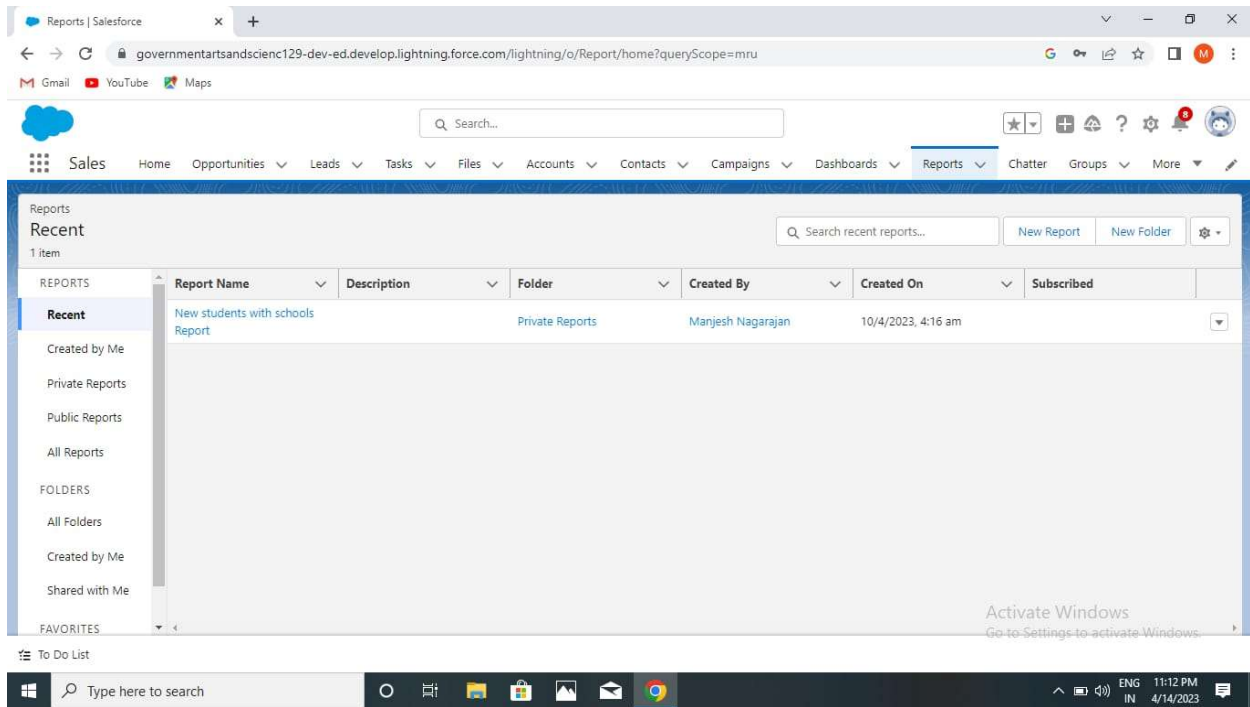 Reports | Salesforce
governmentartsandscienc129-dev-ed.develop.lightning.force.com/lightning/o/Report/home?queryScope=mru
G
M
Gmail YouTube Maps
Search...
8
Sales Home Opportunities Leads Tasks Files Accounts Contacts Campaigns Dashboards Reports Chatter Groups More
Reports
Recent
1 item
Search recent reports...
New Report New Folder
REPORTS
Recent
Created by Me
Private Reports
Public Reports
All Reports
FOLDERS
All Folders
Created by Me
Shared with Me
FAVORITES
Report Name Description Folder Created By Created On Subscribed
New students with schools
Report
Private Reports Manjesh Nagarajan 10/4/2023, 4:16 am
Activate Windows
Go to Settings to activate Windows.
To Do List
Type here to search
ENG 11:12 PM
IN 4/14/2023